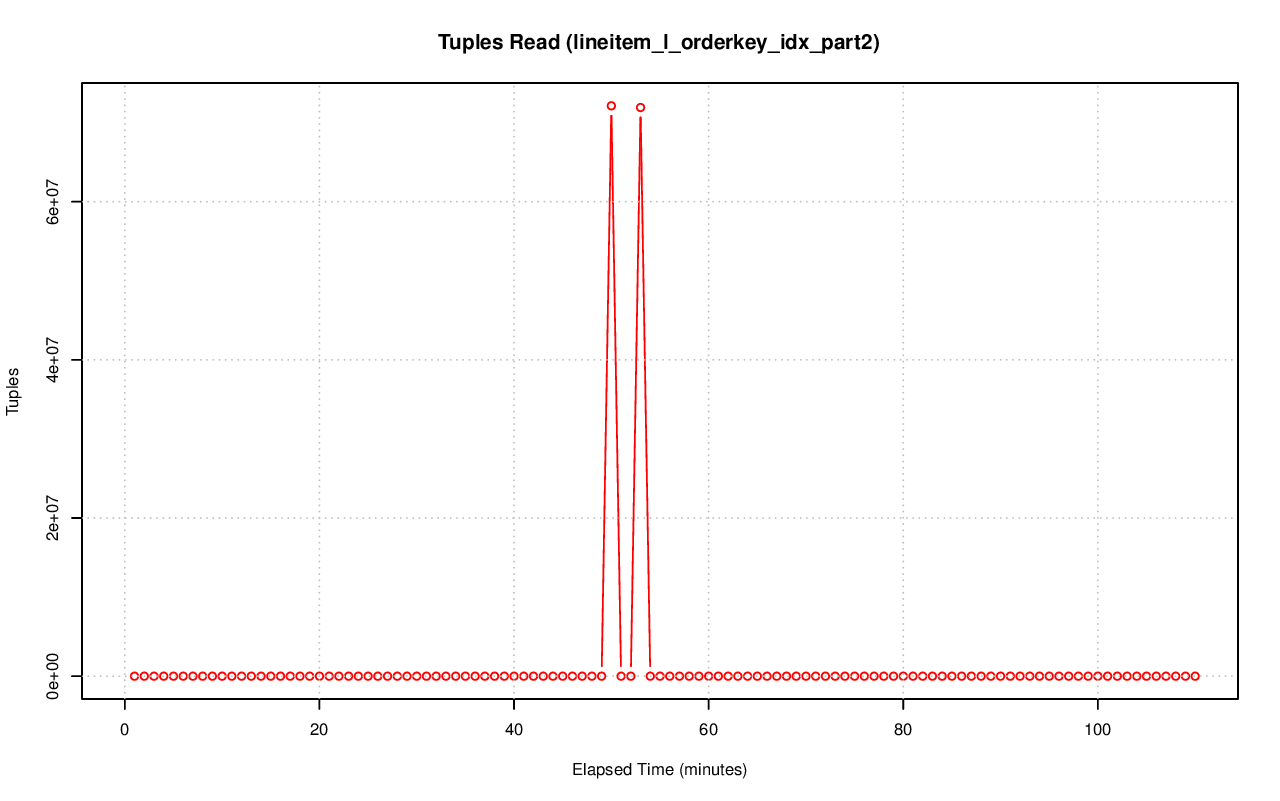 Tuples Read (lineitem_l_orderkey_idx_part2)
Tuples
6e+07
4e+07
2e+07
0e+00
0 20 40 60 80 100
Elapsed Time (minutes)